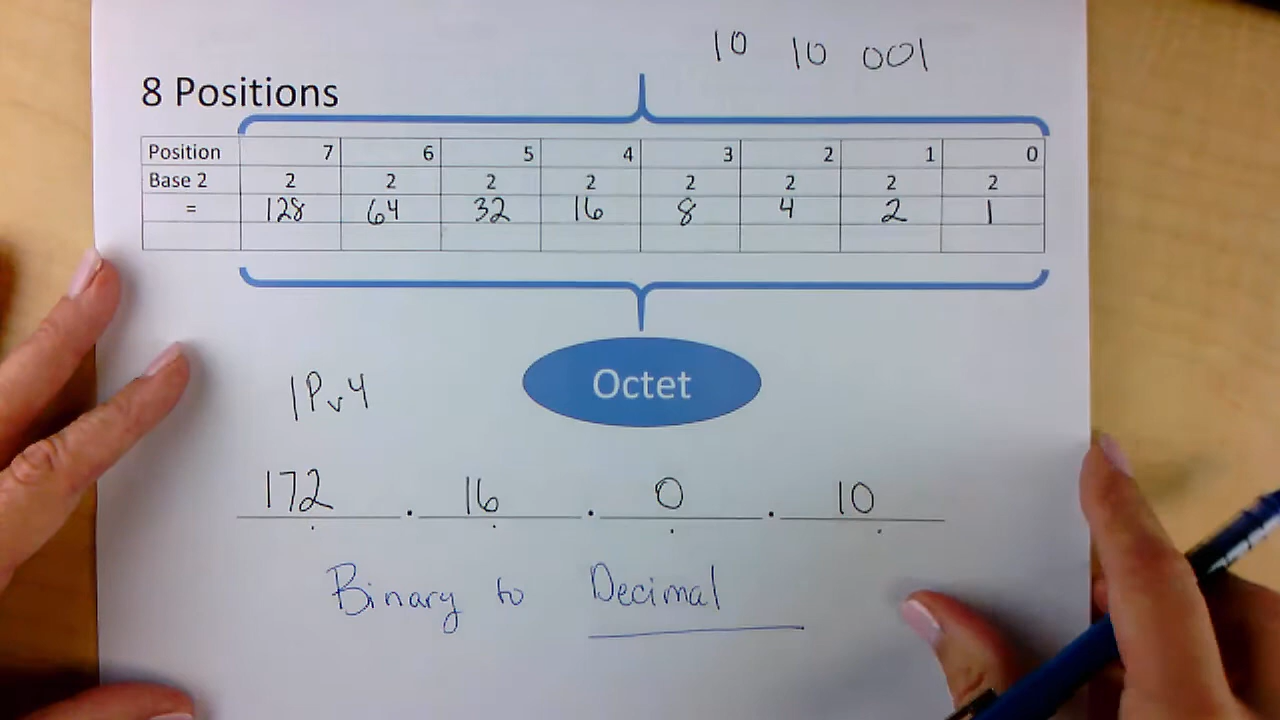 10 10 001
8 Positions
Position 7 6 5 4 3 2 1 0
Base 2 2 2 2 2 2 2 2 2
= 128 64 32 16 8 4 2 1
Octet
IPv4
172 . 16 . 0 . 10
Binary to Decimal